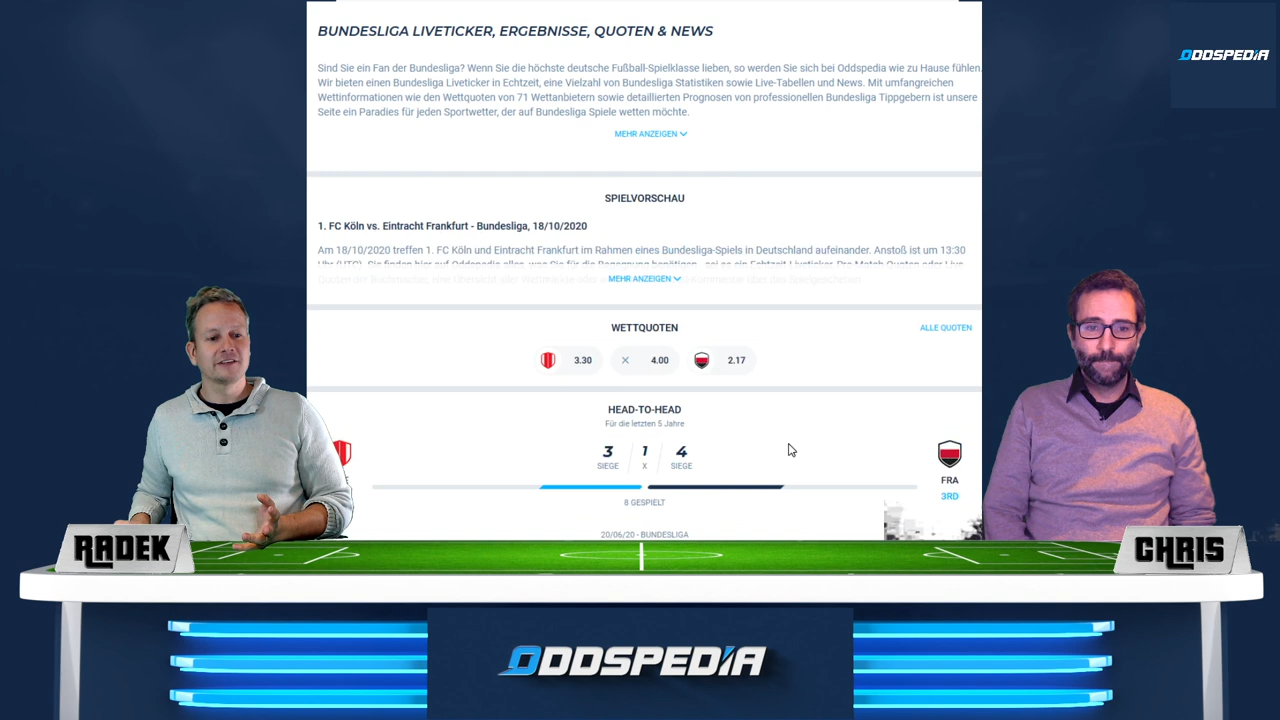 BUNDESLIGA LIVETICKER, ERGEBNISSE, QUOTEN & NEWS
ODDSPEDIA
Sind Sie ein Fan der Bundesliga? Wenn Sie die höchste deutsche Fußball-Spielklasse lieben, so werden Sie sich bei Oddspedia wie zu Hause fühlen.
Wir bieten einen Bundesliga Liveticker in Echtzeit, eine Vielzahl von Bundesliga Statistiken sowie Live-Tabellen und News. Mit umfangreichen
Wettinformationen wie den Wettquoten von 71 Wettanbietern sowie detaillierten Prognosen von professionellen Bundesliga Tippgebern ist unsere
Seite ein Paradies für jeden Sportwetter, der auf Bundesliga Spiele wetten möchte.
MEHR ANZEIGEN
SPIELVORSCHAU
1. FC Köln vs. Eintracht Frankfurt - Bundesliga, 18/10/2020
Am 18/10/2020 treffen 1. FC Köln und Eintracht Frankfurt im Rahmen eines Bundesliga-Spiels in Deutschland aufeinander. Anstoß ist um 13:30
MEHR ANZEIGEN
WETTQUOTEN
ALLE QUOTEN
3.30
X 4.00
2.17
HEAD-TO-HEAD
Für die letzten 5 Jahre
3 1 4
SIEGE X SIEGE
FRA
3RD
8 GESPIELT
20/06/20 - BUNDESLIGA
RADEK
CHRIS
ODDSPEDIA